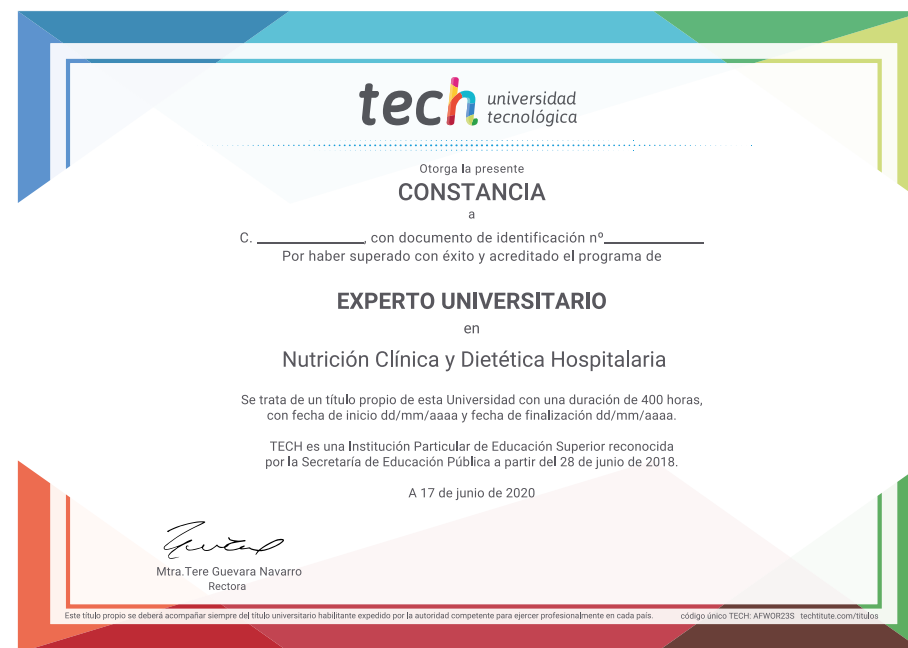 tech universidad
tecnológica
Otorga la presente
CONSTANCIA
a
C. ____________, con documento de identificación nº____________
Por haber superado con éxito y acreditado el programa de
EXPERTO UNIVERSITARIO
en
Nutrición Clínica y Dietética Hospitalaria
Se trata de un título propio de esta Universidad con una duración de 400 horas,
con fecha de inicio dd/mm/aaaa y fecha de finalización dd/mm/aaaa.
TECH es una Institución Particular de Educación Superior reconocida
por la Secretaría de Educación Pública a partir del 28 de junio de 2018.
A 17 de junio de 2020
Mtra.Tere Guevara Navarro
Rectora
Este título propio se deberá acompañar siempre del título universitario habilitante expedido por la autoridad competente para ejercer profesionalmente en cada país. código único TECH: AFWOR23S techtitute.com/titulos